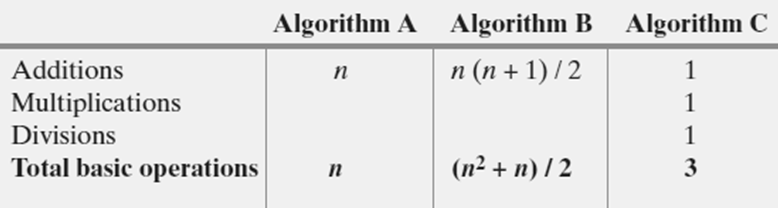 Algorithm A Algorithm B Algorithm C
Additions n n (n + 1) / 2 1
Multiplications 1
Divisions 1
Total basic operations n (n² + n) / 2 3